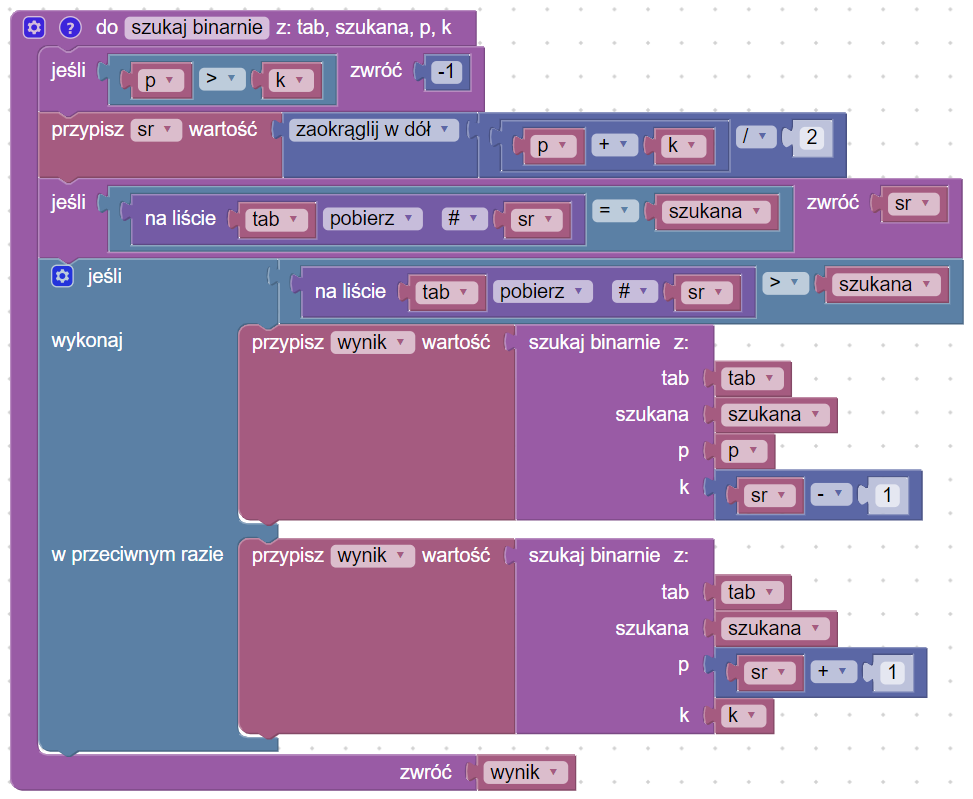 ? do szukaj binarnie z: tab, szukana, p, k
jeśli p > k zwróć -1
przypisz sr wartość zaokrąglij w dół p + k / 2
jeśli na liście tab pobierz # sr = szukana zwróć sr
jeśli na liście tab pobierz # sr > szukana
wykonaj przypisz wynik wartość szukaj binarnie z:
tab tab
szukana szukana
p p
k sr - 1
w przeciwnym razie przypisz wynik wartość szukaj binarnie z:
tab tab
szukana szukana
p sr + 1
k k
zwróć wynik